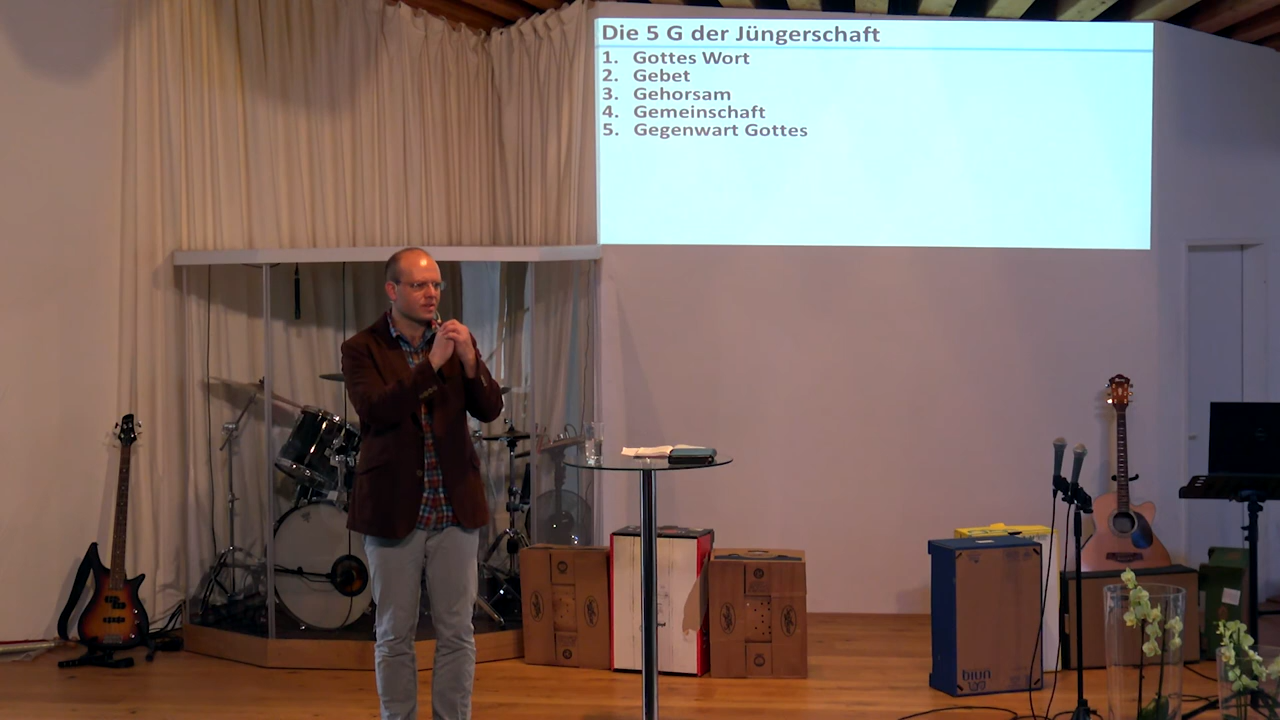 Die 5 G der Jüngerschaft
1. Gottes Wort
2. Gebet
3. Gehorsam
4. Gemeinschaft
5. Gegenwart Gottes